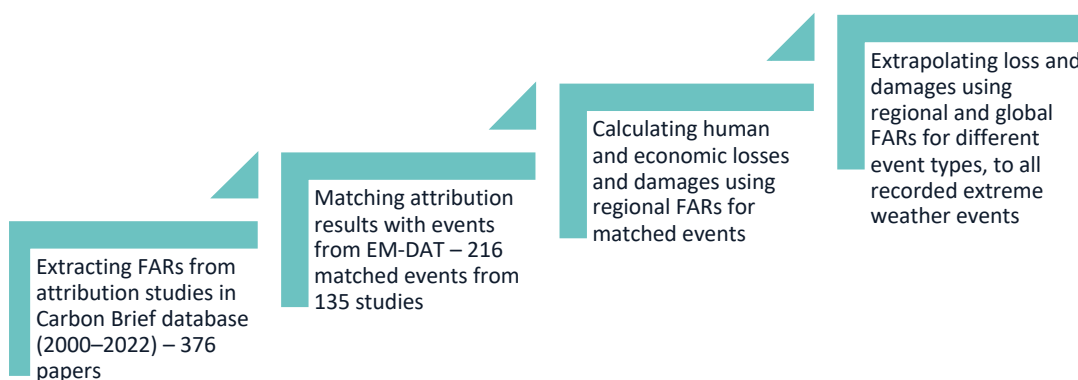 Extracting FARs from
attribution studies in
Carbon Brief database
(2000–2022) – 376
papers
Matching attribution
results with events
from EM-DAT – 216
matched events from
135 studies
Calculating human
and economic losses
and damages using
regional FARs for
matched events
Extrapolating loss and
damages using
regional and global
FARs for different
event types, to all
recorded extreme
weather events